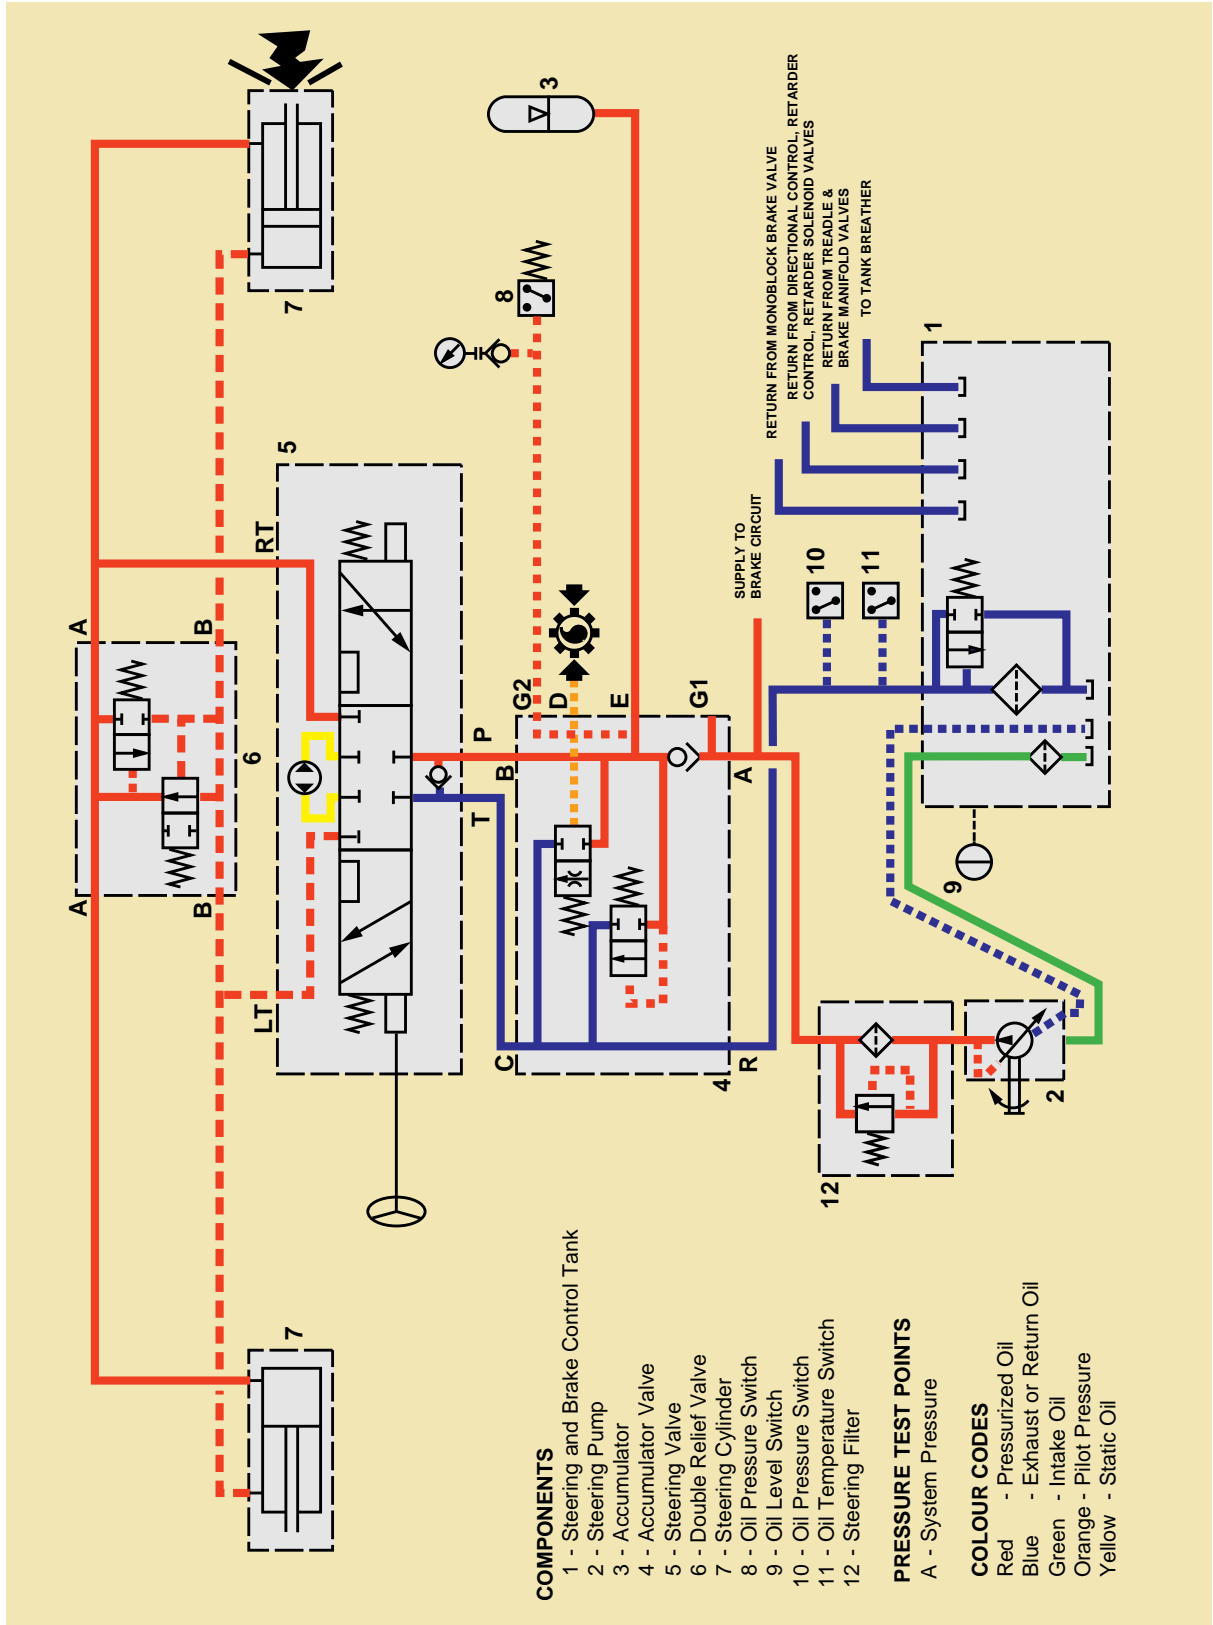 COMPONENTS
1 - Steering and Brake Control Tank
2 - Steering Pump
3 - Accumulator
4 - Accumulator Valve
5 - Steering Valve
6 - Double Relief Valve
7 - Steering Cylinder
8 - Oil Pressure Switch
9 - Oil Level Switch
10 - Oil Pressure Switch
11 - Oil Temperature Switch
12 - Steering Filter
PRESSURE TEST POINTS
A - System Pressure
COLOUR CODES
Red - Pressurized Oil
Blue - Exhaust or Return Oil
Green - Intake Oil
Orange - Pilot Pressure
Yellow - Static Oil
7
7
A
A
B
B
6
5
RT
LT
P
T
3
8
G2
D
E
G1
B
A
C
R
4
SUPPLY TO
BRAKE CIRCUIT
RETURN FROM MONOBLOCK BRAKE VALVE
RETURN FROM DIRECTIONAL CONTROL, RETARDER
CONTROL, RETARDER SOLENOID VALVES
RETURN FROM TREADLE &
BRAKE MANIFOLD VALVES
TO TANK BREATHER
10
11
1
9
12
2